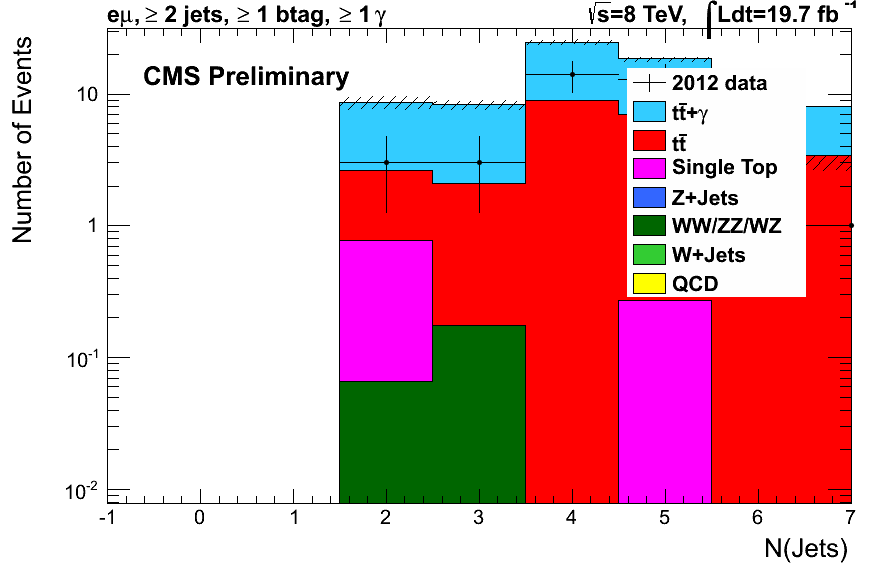 eμ, ≥ 2 jets, ≥ 1 btag, ≥ 1 γ
√s=8 TeV, ∫Ldt=19.7 fb⁻¹
CMS Preliminary
Number of Events
10
1
10⁻¹
10⁻²
2012 data
tt̄+γ
tt̄
Single Top
Z+Jets
WW/ZZ/WZ
W+Jets
QCD
-1 0 1 2 3 4 5 6 7
N(Jets)